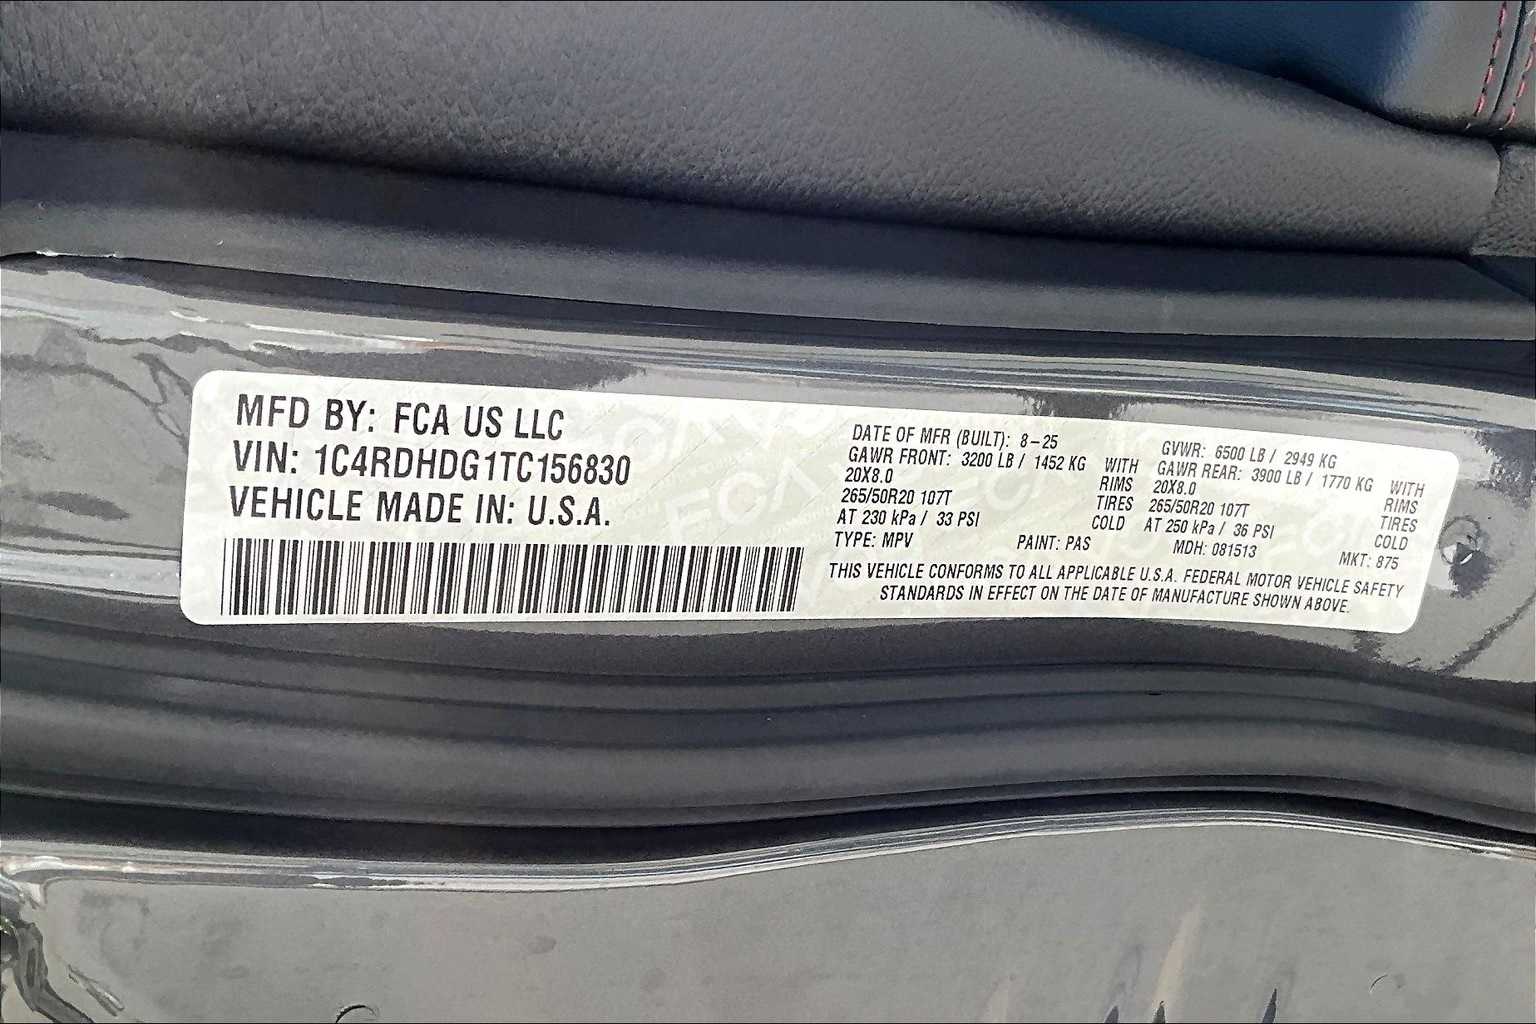 MFD BY: FCA US LLC
VIN: 1C4RDHDG1TC156830
VEHICLE MADE IN: U.S.A.
DATE OF MFR (BUILT): 8-25
GAWR FRONT: 3200 LB / 1452 KG WITH
20X8.0 RIMS
265/50R20 107T TIRES
AT 230 kPa / 33 PSI COLD
GVWR: 6500 LB / 2949 KG
GAWR REAR: 3900 LB / 1770 KG WITH
20X8.0 RIMS
265/50R20 107T TIRES
AT 250 kPa / 36 PSI COLD
TYPE: MPV PAINT: PAS MDH: 081513 MKT: 875
THIS VEHICLE CONFORMS TO ALL APPLICABLE U.S.A. FEDERAL MOTOR VEHICLE SAFETY
STANDARDS IN EFFECT ON THE DATE OF MANUFACTURE SHOWN ABOVE.